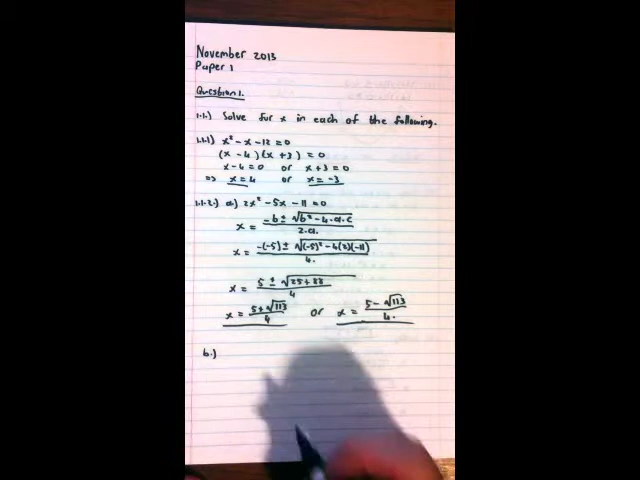 November 2013
Paper 1
Question 1.
1.1.) Solve for x in each of the following.
1.1.1) x² - x - 12 = 0
(x - 4)(x + 3) = 0
x - 4 = 0 or x + 3 = 0
⇒ x = 4 or x = -3
1.1.2.) a.) 2x² - 5x - 11 = 0
x = -b ± √b² - 4.a.c / 2.a.
x = -(-5) ± √(-5)² - 4(2)(-11) / 4.
x = 5 ± √25 + 88 / 4
x = 5 + √113 / 4 or x = 5 - √113 / 4.
b.)